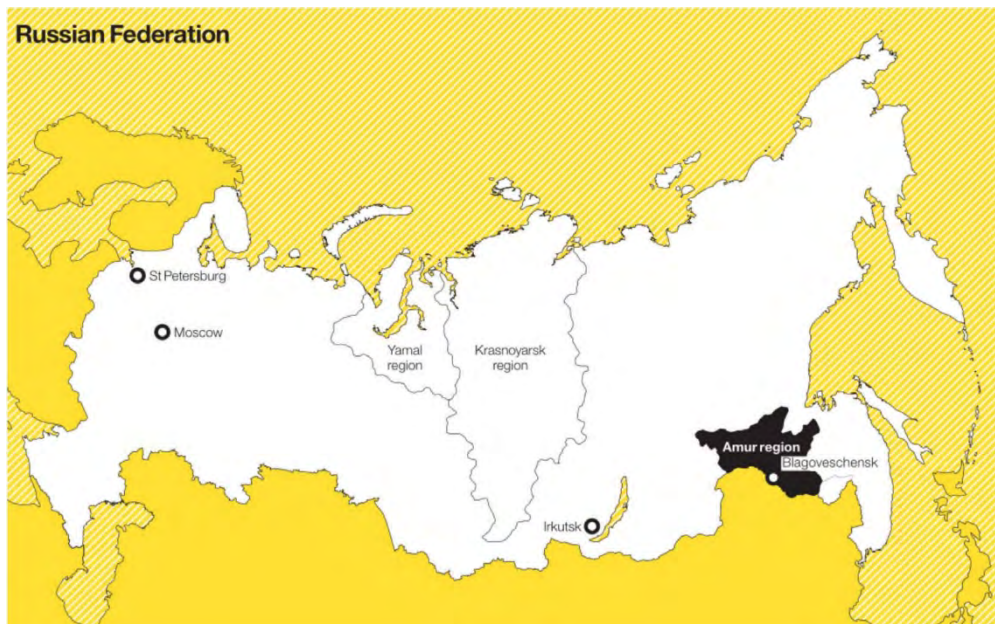 Russian Federation
St Petersburg
Moscow
Yamal
region
Krasnoyarsk
region
Amur region
Blagoveschensk
Irkutsk